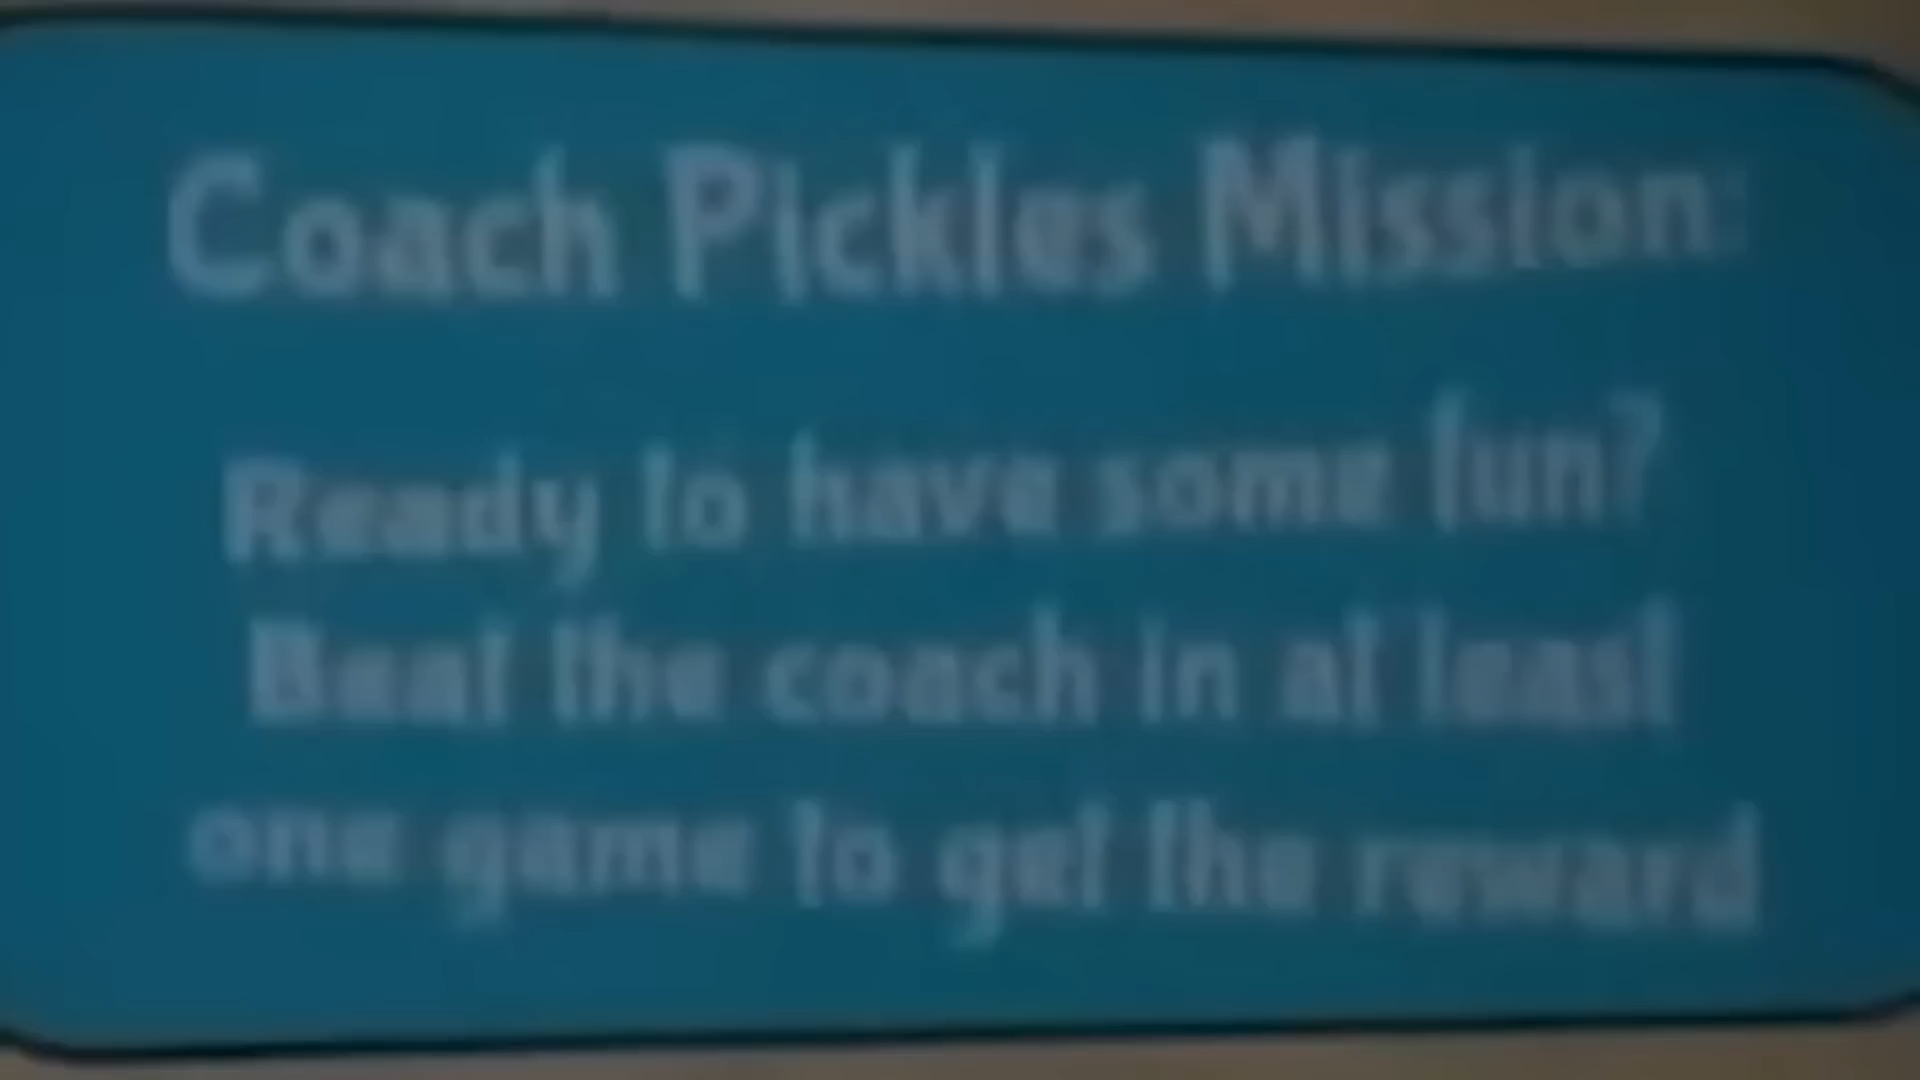 Coach Pickles Mission:
Ready to have some fun?
Beat the coach in at least
one game to get the reward